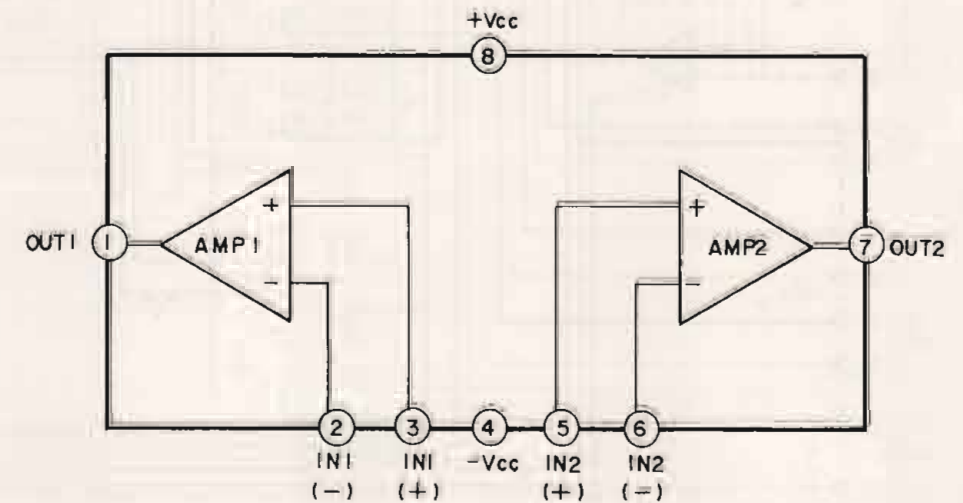 +Vcc
8
+
+
OUT1 1 AMP1 AMP2 7 OUT2
−
−
2 3 4 5 6
IN1 IN1 -Vcc IN2 IN2
(−) (+) (+) (−)